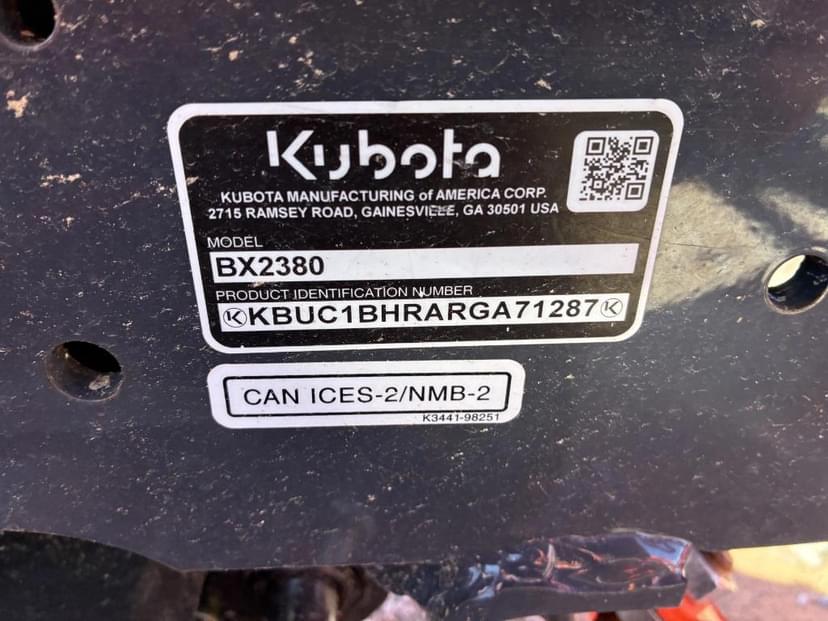 Kubota
KUBOTA MANUFACTURING of AMERICA CORP.
2715 RAMSEY ROAD, GAINESVILLE, GA 30501 USA
MODEL
BX2380
PRODUCT IDENTIFICATION NUMBER
KBUC1BHRARGA71287
CAN ICES-2/NMB-2
K3441-98251